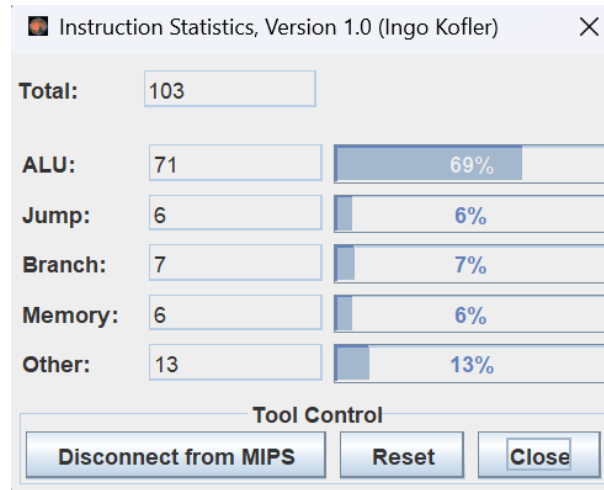 Instruction Statistics, Version 1.0 (Ingo Kofler)
Total: 103
ALU: 71 69%
Jump: 6 6%
Branch: 7 7%
Memory: 6 6%
Other: 13 13%
Tool Control
Disconnect from MIPS Reset Close